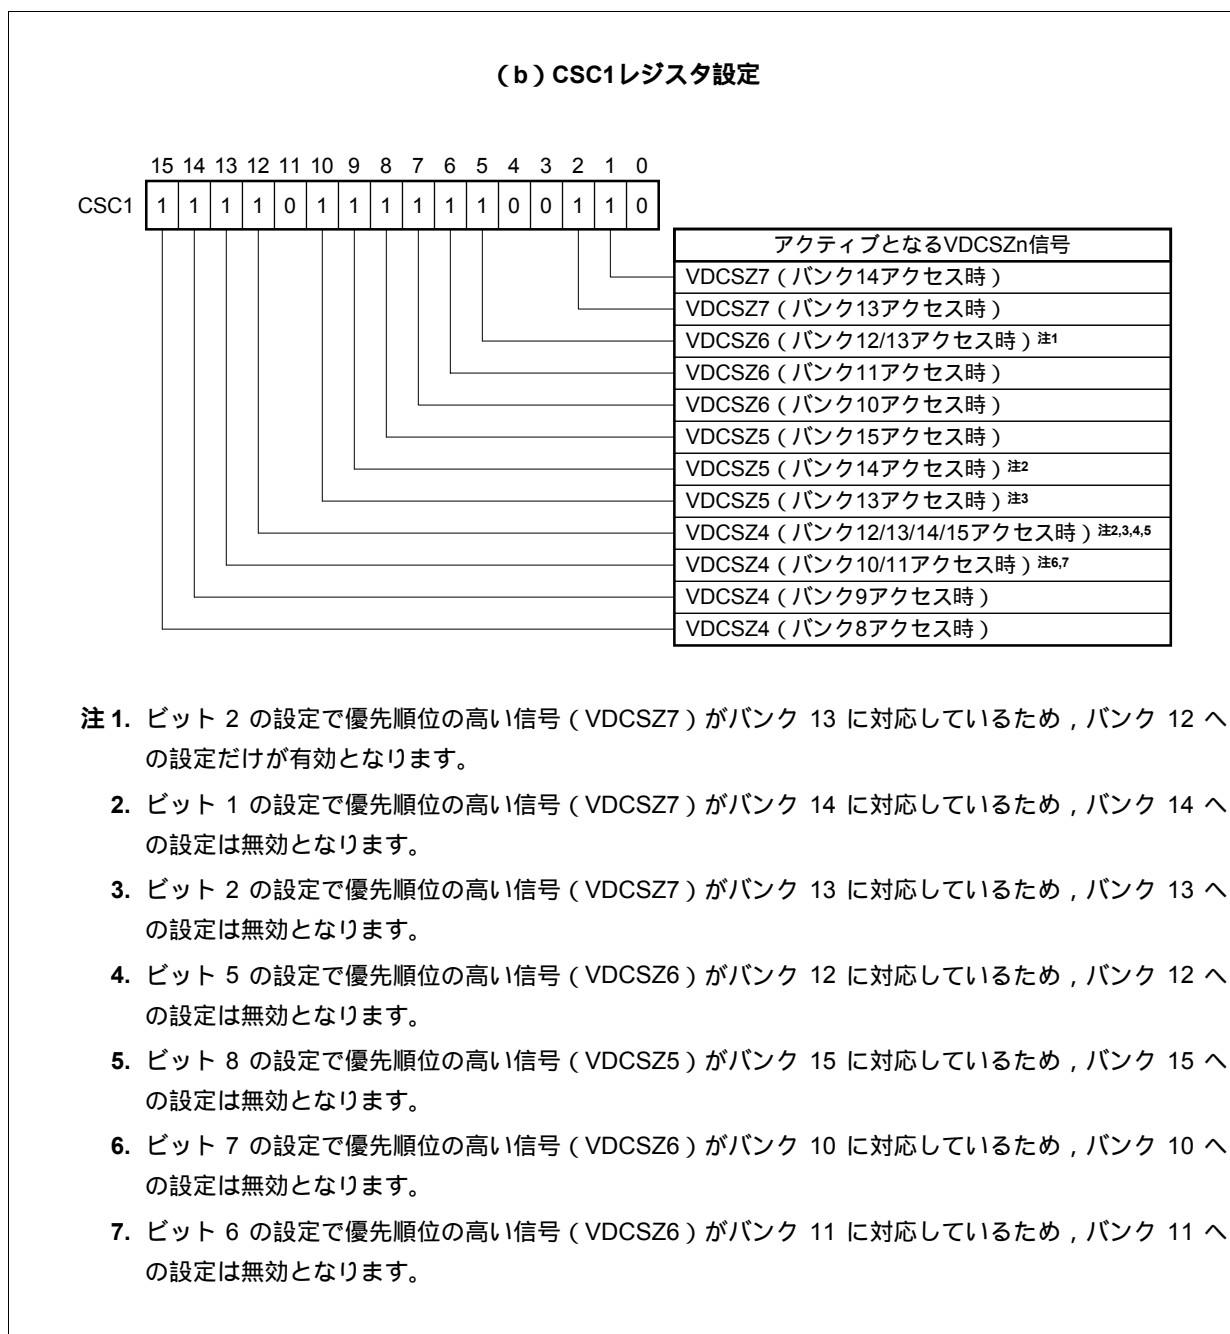 （b）CSC1レジスタ設定
15 14 13 12 11 10 9 8 7 6 5 4 3 2 1 0
CSC1 1 1 1 1 0 1 1 1 1 1 1 0 0 1 1 0
アクティブとなるVDCSZn信号
VDCSZ7（バンク14アクセス時）
VDCSZ7（バンク13アクセス時）
VDCSZ6（バンク12/13アクセス時）注1
VDCSZ6（バンク11アクセス時）
VDCSZ6（バンク10アクセス時）
VDCSZ5（バンク15アクセス時）
VDCSZ5（バンク14アクセス時）注2
VDCSZ5（バンク13アクセス時）注3
VDCSZ4（バンク12/13/14/15アクセス時）注2,3,4,5
VDCSZ4（バンク10/11アクセス時）注6,7
VDCSZ4（バンク9アクセス時）
VDCSZ4（バンク8アクセス時）
注 1. ビット 2 の設定で優先順位の高い信号（VDCSZ7）がバンク 13 に対応しているため，バンク 12 へ
の設定だけが有効となります。
2. ビット 1 の設定で優先順位の高い信号（VDCSZ7）がバンク 14 に対応しているため，バンク 14 へ
の設定は無効となります。
3. ビット 2 の設定で優先順位の高い信号（VDCSZ7）がバンク 13 に対応しているため，バンク 13 へ
の設定は無効となります。
4. ビット 5 の設定で優先順位の高い信号（VDCSZ6）がバンク 12 に対応しているため，バンク 12 へ
の設定は無効となります。
5. ビット 8 の設定で優先順位の高い信号（VDCSZ5）がバンク 15 に対応しているため，バンク 15 へ
の設定は無効となります。
6. ビット 7 の設定で優先順位の高い信号（VDCSZ6）がバンク 10 に対応しているため，バンク 10 へ
の設定は無効となります。
7. ビット 6 の設定で優先順位の高い信号（VDCSZ6）がバンク 11 に対応しているため，バンク 11 へ
の設定は無効となります。